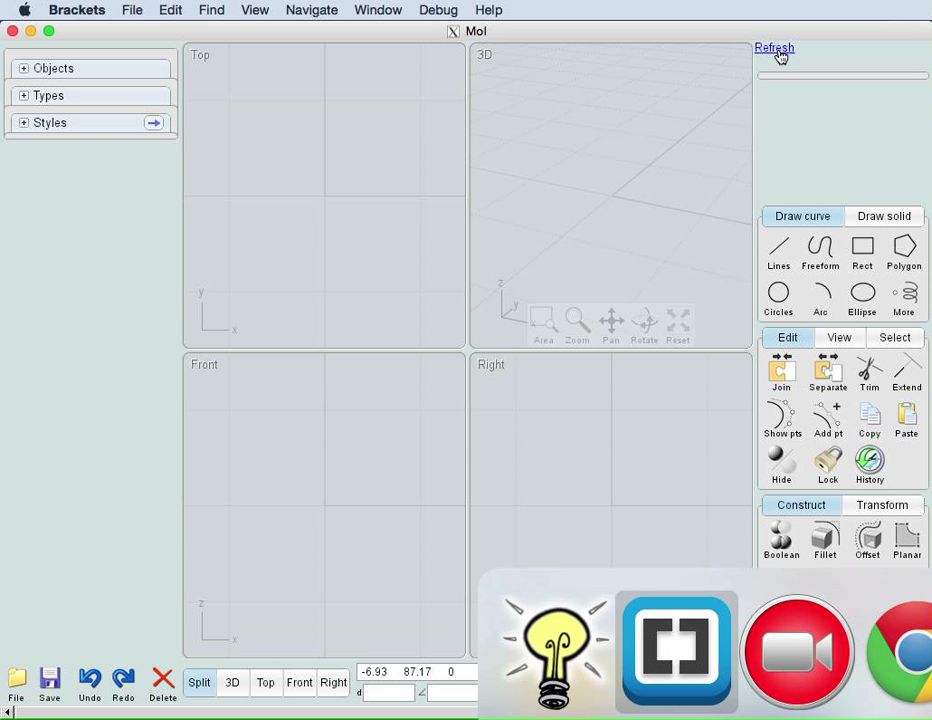 Brackets File Edit Find View Navigate Window Debug Help
MoI
Objects
Types
Styles
Top
3D
Refresh
y
x
z
y
x
Area Zoom Pan Rotate Reset
Front
Right
z
x
Draw curve Draw solid
Lines Freeform Rect Polygon
Circles Arc Ellipse More
Edit View Select
Join Separate Trim Extend
Show pts Add pt Copy Paste
Hide Lock History
Construct Transform
Boolean Fillet Offset Planar
File Save Undo Redo Delete
Split 3D Top Front Right
-6.93 87.17 0
d